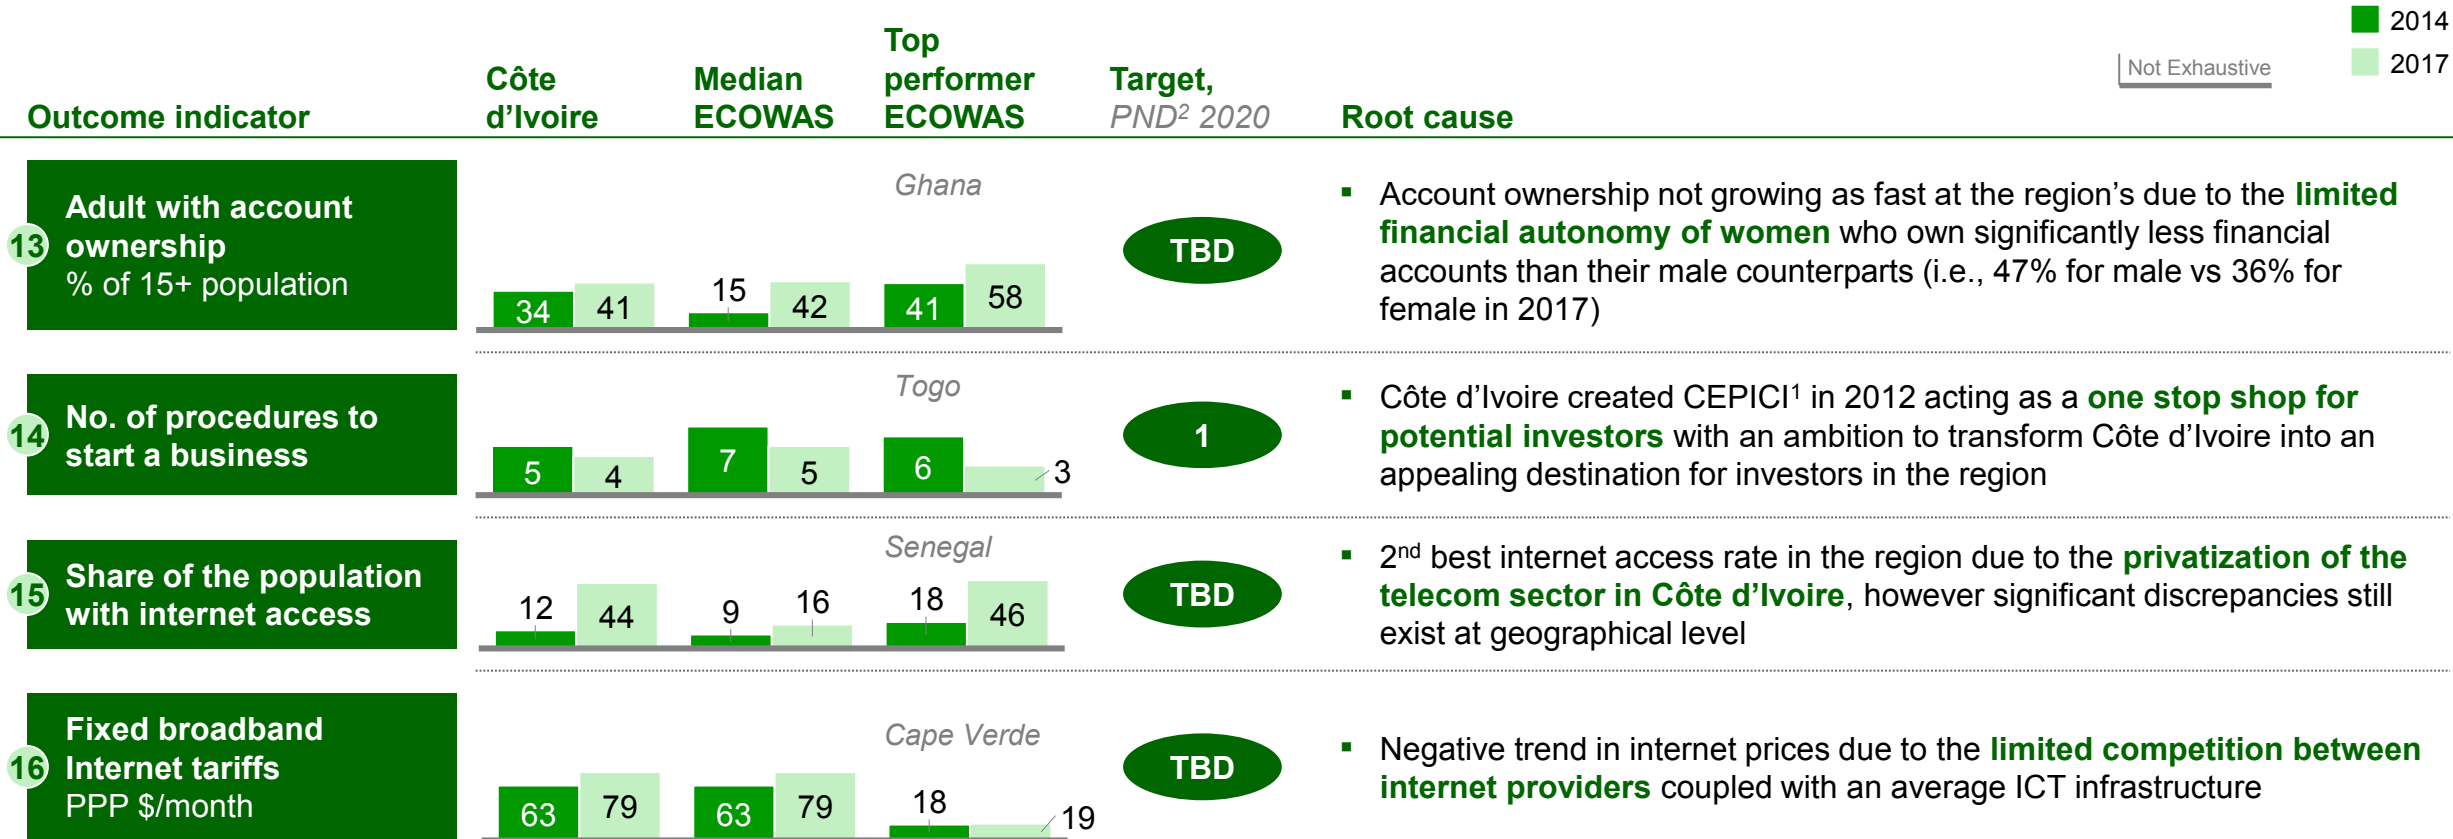 2014
2017
Not Exhaustive
Outcome indicator
Côte
d’Ivoire
Median
ECOWAS
Top
performer
ECOWAS
Target,
PND² 2020
Root cause
13
Adult with account
ownership
% of 15+ population
34
41
15
42
Ghana
41
58
TBD
▪ Account ownership not growing as fast at the region’s due to the limited
financial autonomy of women who own significantly less financial
accounts than their male counterparts (i.e., 47% for male vs 36% for
female in 2017)
14
No. of procedures to
start a business
5
4
7
5
Togo
6
3
1
▪ Côte d’Ivoire created CEPICI¹ in 2012 acting as a one stop shop for
potential investors with an ambition to transform Côte d’Ivoire into an
appealing destination for investors in the region
15
Share of the population
with internet access
12
44
9
16
Senegal
18
46
TBD
▪ 2nd best internet access rate in the region due to the privatization of the
telecom sector in Côte d’Ivoire, however significant discrepancies still
exist at geographical level
16
Fixed broadband
Internet tariffs
PPP $/month
63
79
63
79
Cape Verde
18
19
TBD
▪ Negative trend in internet prices due to the limited competition between
internet providers coupled with an average ICT infrastructure